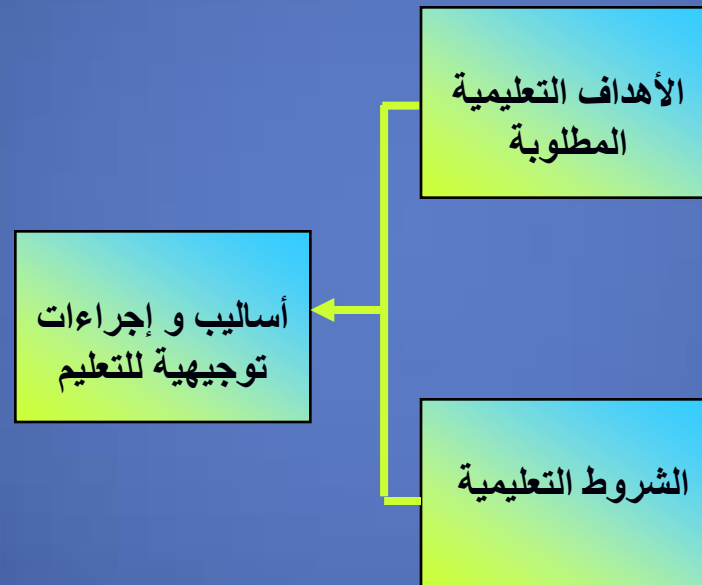 الأهداف التعليمية
المطلوبة
أساليب و إجراءات
توجيهية للتعليم
الشروط التعليمية